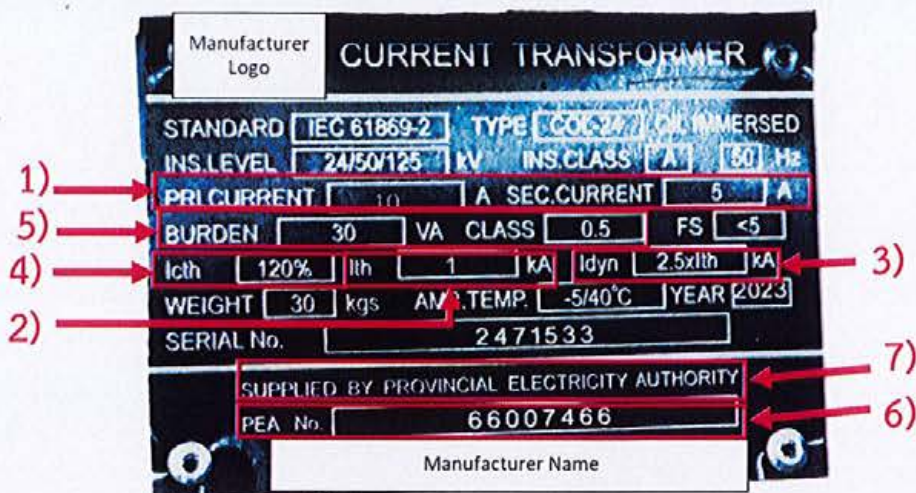 Manufacturer
Logo
CURRENT TRANSFORMER
STANDARD IEC 61869-2 TYPE COL-24 OIL IMMERSED
INS.LEVEL 24/50/125 kV INS.CLASS A 50 Hz
1) PRI.CURRENT 10 A SEC.CURRENT 5 A
5) BURDEN 30 VA CLASS 0.5 FS <5
4) Icth 120% Ith 1 kA Idyn 2.5xIth kA 3)
WEIGHT 30 kgs AMB.TEMP. -5/40°C YEAR 2023
2)
SERIAL No. 2471533
SUPPLIED BY PROVINCIAL ELECTRICITY AUTHORITY 7)
PEA No. 66007466 6)
Manufacturer Name